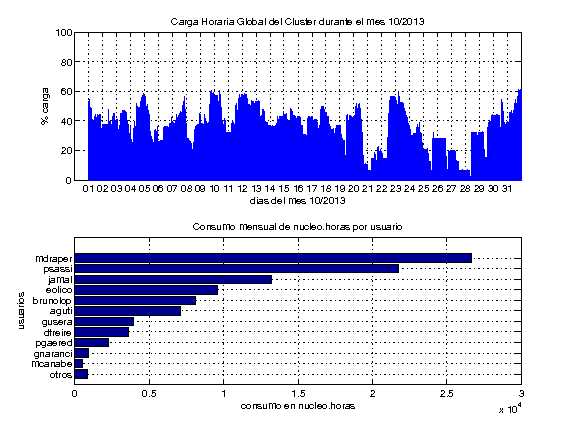 Carga Horaria Global del Cluster durante el mes 10/2013
100
80
60
40
20
0
% carga
01 02 03 04 05 06 07 08 09 10 11 12 13 14 15 16 17 18 19 20 21 22 23 24 25 26 27 28 29 30 31
dias del mes 10/2013
Consumo mensual de nucleo.horas por usuario
usuarios
mdraper
psassi
jamal
eolico
brunolop
aguti
gusera
dfreire
pgaered
gnaranci
mcanabe
otros
0 0.5 1 1.5 2 2.5 3
consumo en nucleo.horas
x 10^4